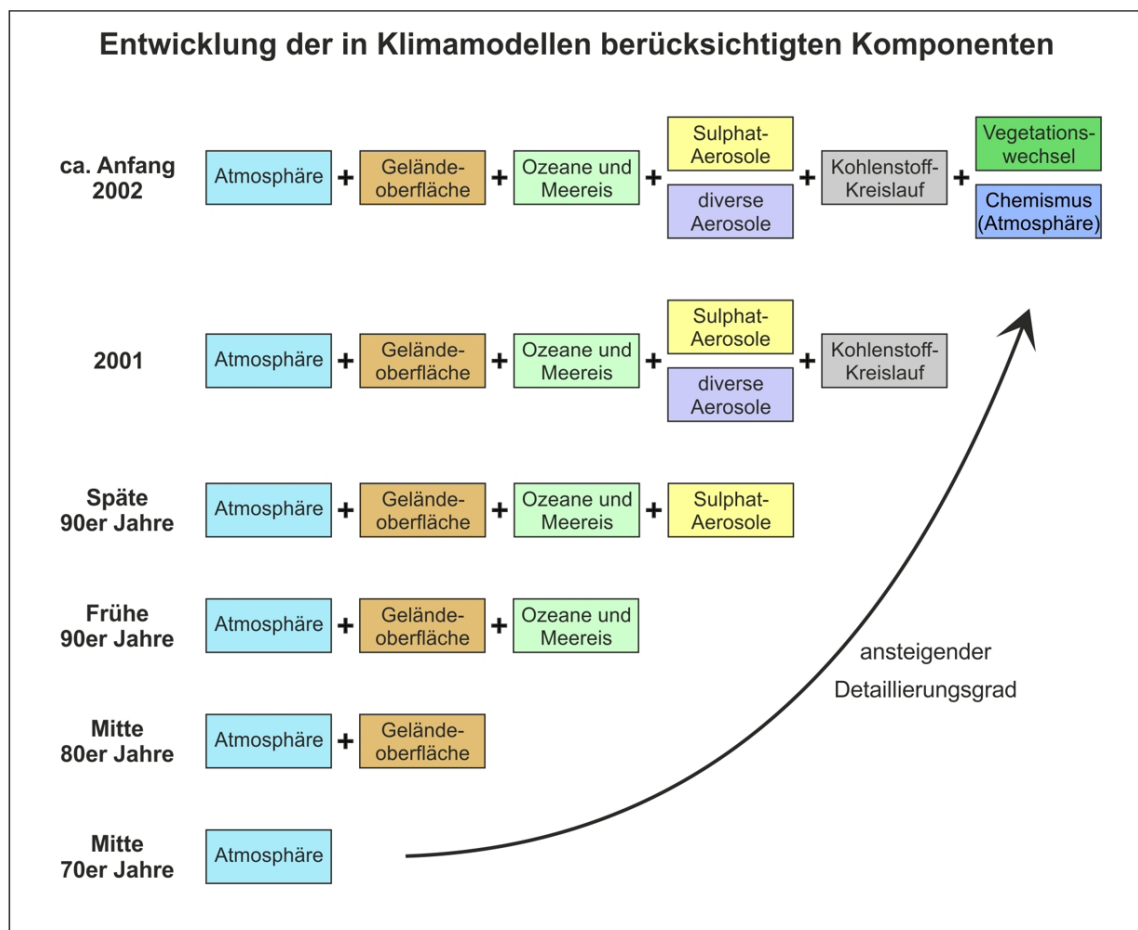 Entwicklung der in Klimamodellen berücksichtigten Komponenten
ca. Anfang
2002
Atmosphäre
+
Gelände-
oberfläche
+
Ozeane und
Meereis
+
Sulphat-
Aerosole
diverse
Aerosole
+
Kohlenstoff-
Kreislauf
+
Vegetations-
wechsel
Chemismus
(Atmosphäre)
2001
Atmosphäre
+
Gelände-
oberfläche
+
Ozeane und
Meereis
+
Sulphat-
Aerosole
diverse
Aerosole
+
Kohlenstoff-
Kreislauf
Späte
90er Jahre
Atmosphäre
+
Gelände-
oberfläche
+
Ozeane und
Meereis
+
Sulphat-
Aerosole
Frühe
90er Jahre
Atmosphäre
+
Gelände-
oberfläche
+
Ozeane und
Meereis
ansteigender
Detaillierungsgrad
Mitte
80er Jahre
Atmosphäre
+
Gelände-
oberfläche
Mitte
70er Jahre
Atmosphäre